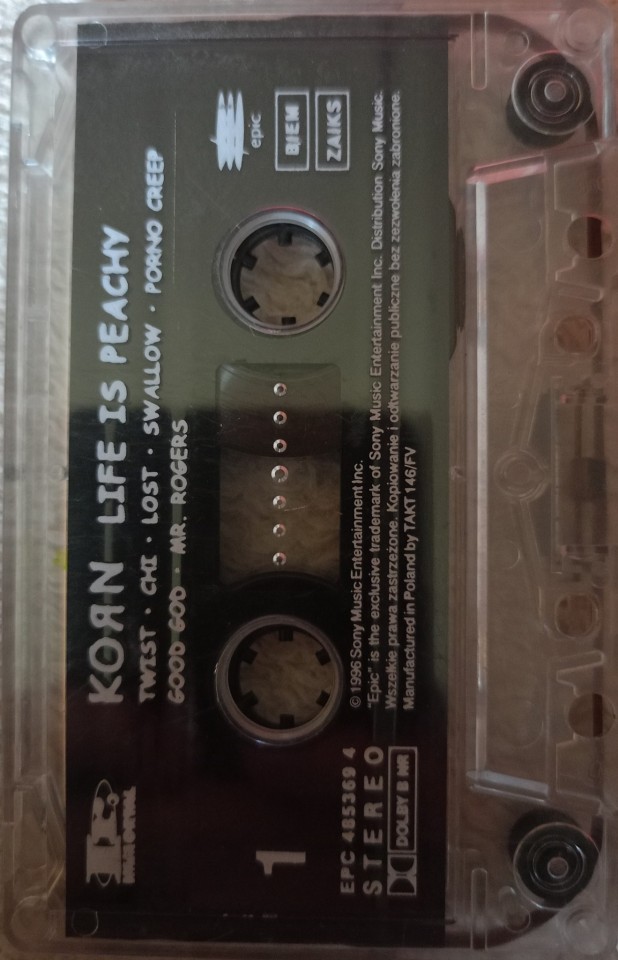 KOЯN LIFE IS PEACHY
TWIST · CHI · LOST · SWALLOW · PORNO CREEP
GOOD GOD · MR. ROGERS
epic
BIEM
ZAIKS
1
© 1996 Sony Music Entertainment Inc.
"Epic" is the exclusive trademark of Sony Music Entertainment Inc. Distribution Sony Music.
Wszelkie prawa zastrzeżone. Kopiowanie i odtwarzanie publiczne bez zezwolenia zabronione.
Manufactured in Poland by TAKT 146/FV
EPC 485369 4
STEREO
DOLBY B NR